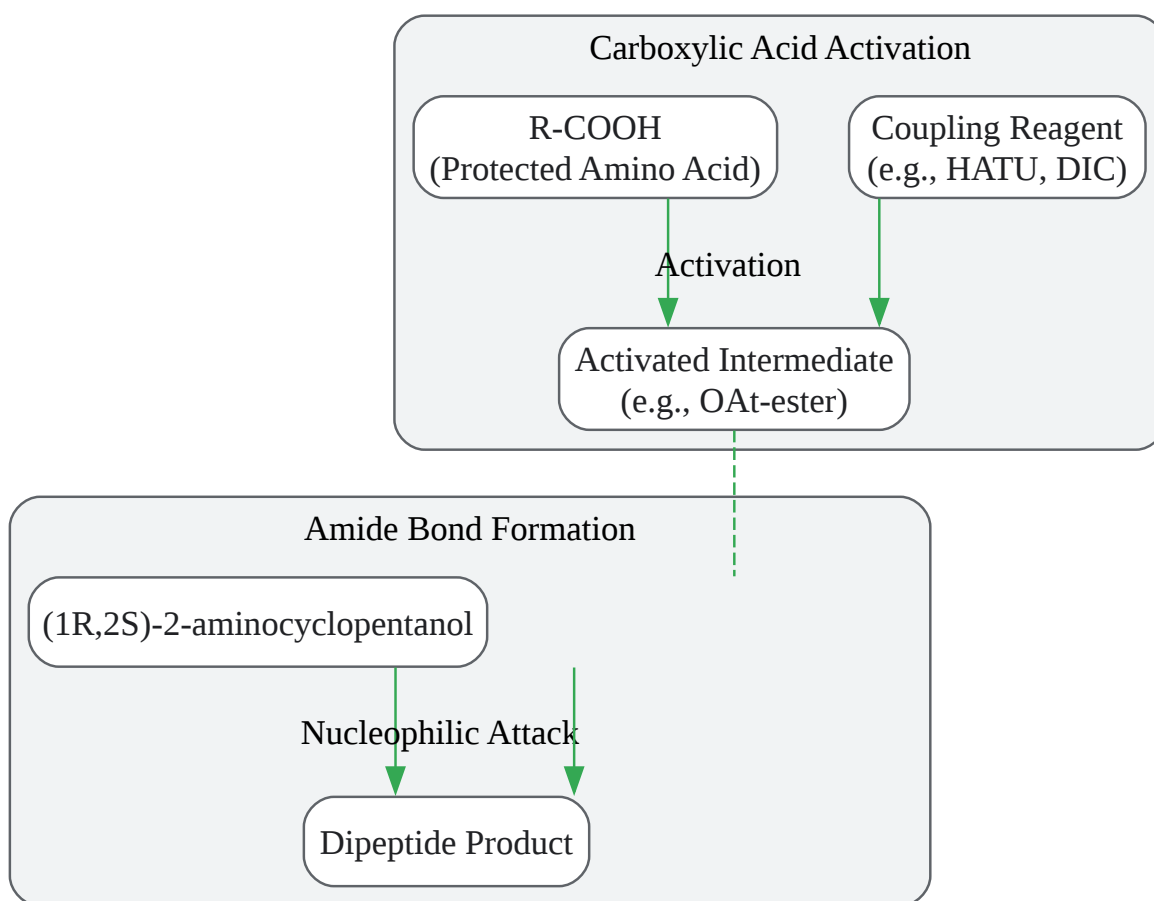 Carboxylic Acid Activation
R-COOH
(Protected Amino Acid)
Coupling Reagent
(e.g., HATU, DIC)
Activation
Activated Intermediate
(e.g., OAt-ester)
Amide Bond Formation
(1R,2S)-2-aminocyclopentanol
Nucleophilic Attack
Dipeptide Product